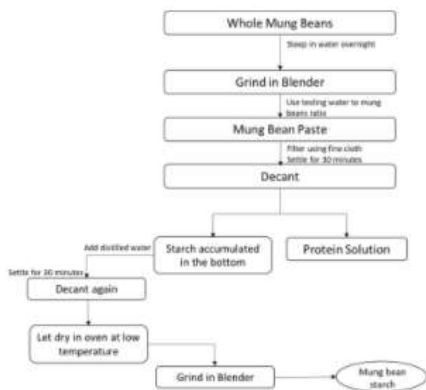 Whole Mung Beans
Steep in water overnight
Grind in Blender
Use testing water to mung
beans ratio
Mung Bean Paste
Filter using fine cloth
Settle for 30 minutes
Decant
Add distilled water
Starch accumulated
in the bottom
Protein Solution
Settle for 30 minutes
Decant again
Let dry in oven at low
temperature
Grind in Blender
Mung bean
starch